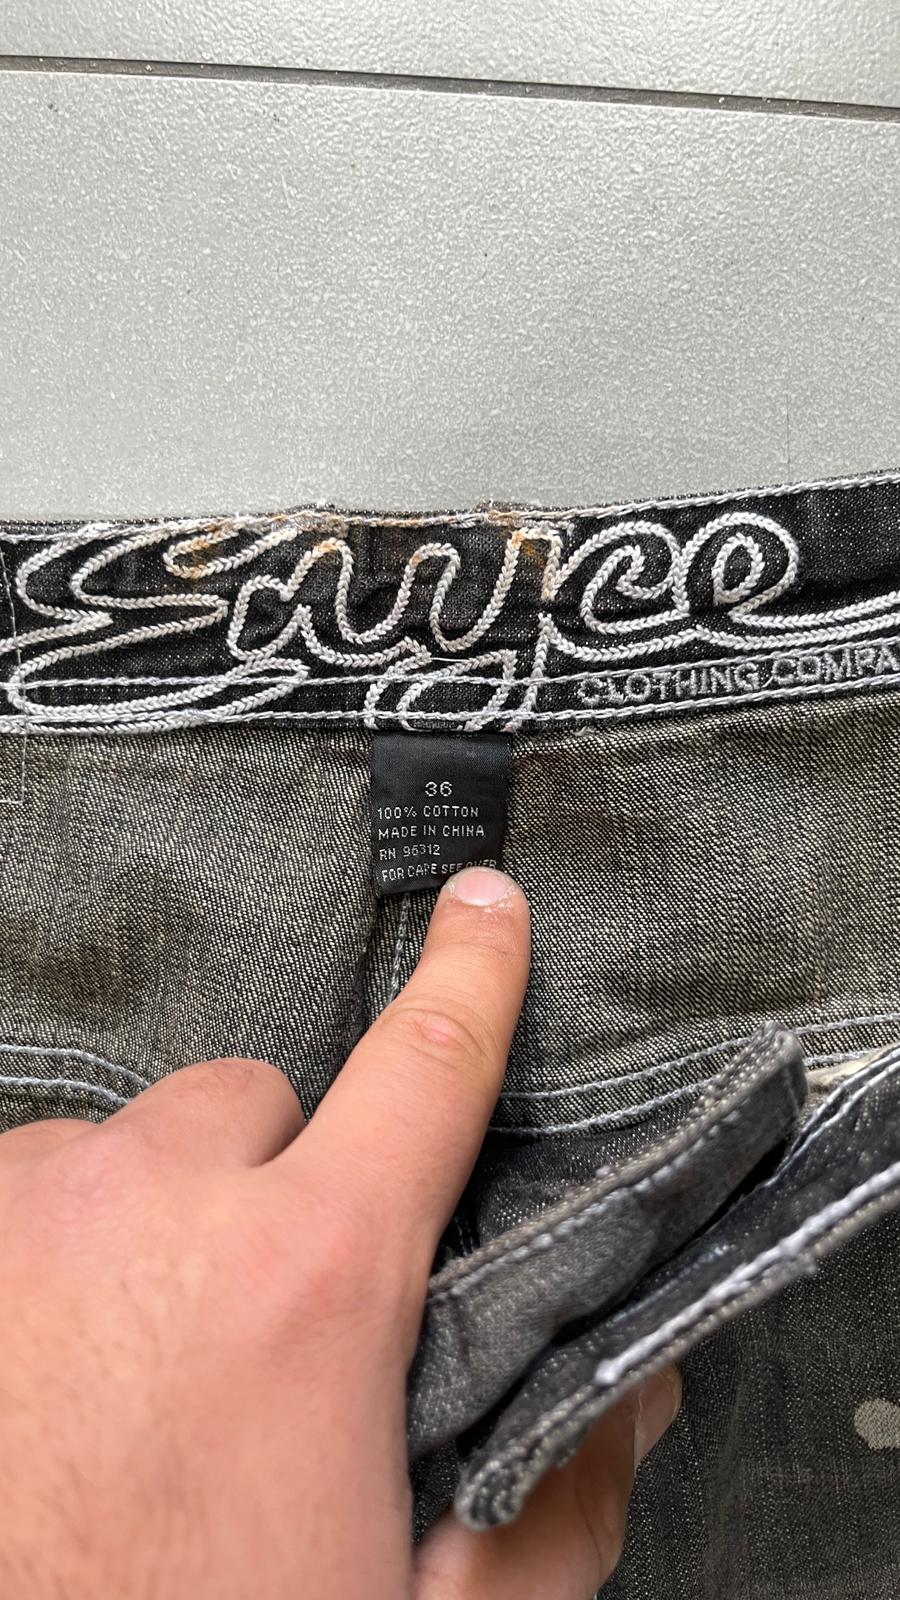 Enyce
CLOTHING COMPA
36
100% COTTON
MADE IN CHINA
RN 96312
FOR CARE SEE OVER